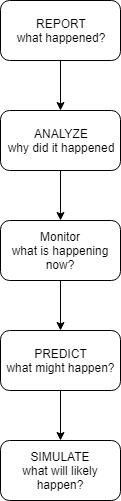 REPORT
what happened?
ANALYZE
why did it happened
Monitor
what is happening
now?
PREDICT
what might happen?
SIMULATE
what will likely
happen?